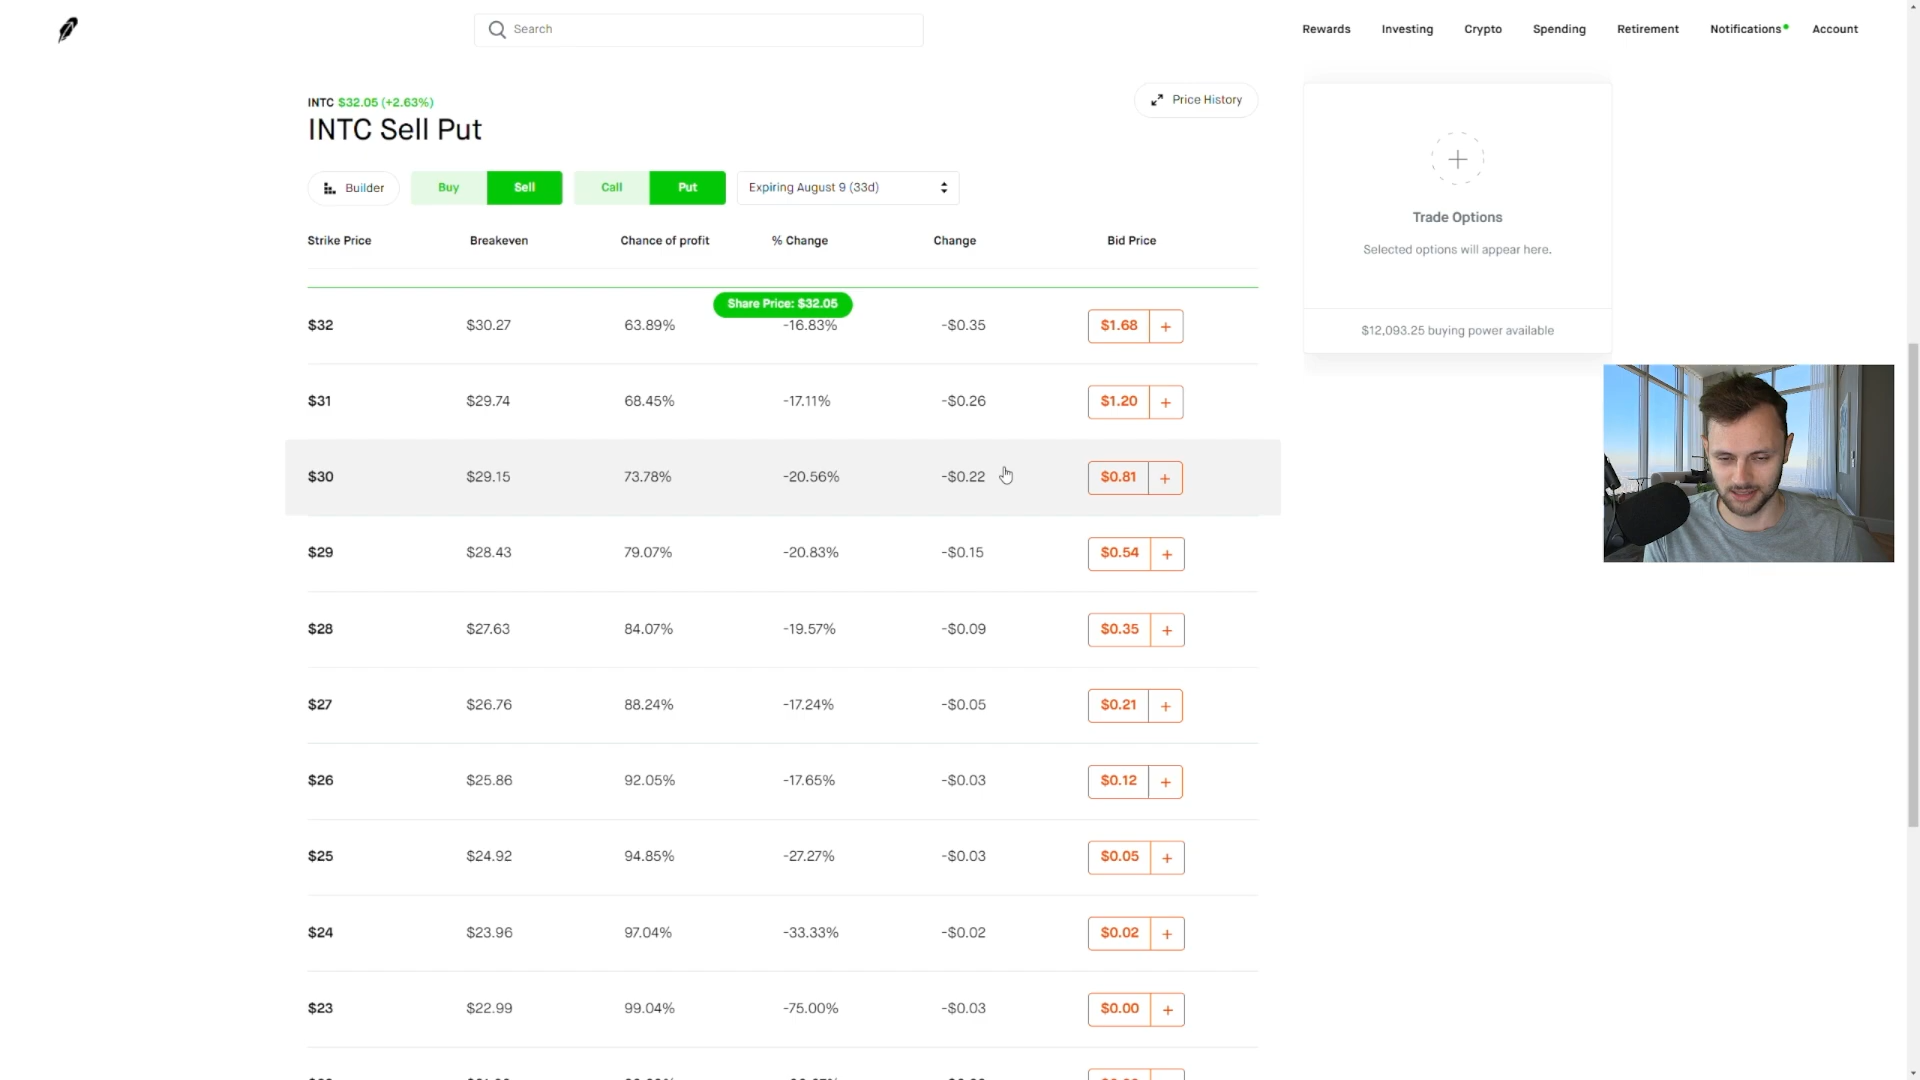 Search
Rewards Investing Crypto Spending Retirement Notifications Account
INTC $32.05 (+2.63%)
INTC Sell Put
Price History
Builder Buy Sell Call Put Expiring August 9 (33d)
Strike Price Breakeven Chance of profit % Change Change Bid Price
Share Price: $32.05
$32 $30.27 63.89% -16.83% -$0.35 $1.68 +
$31 $29.74 68.45% -17.11% -$0.26 $1.20 +
$30 $29.15 73.78% -20.56% -$0.22 $0.81 +
$29 $28.43 79.07% -20.83% -$0.15 $0.54 +
$28 $27.63 84.07% -19.57% -$0.09 $0.35 +
$27 $26.76 88.24% -17.24% -$0.05 $0.21 +
$26 $25.86 92.05% -17.65% -$0.03 $0.12 +
$25 $24.92 94.85% -27.27% -$0.03 $0.05 +
$24 $23.96 97.04% -33.33% -$0.02 $0.02 +
$23 $22.99 99.04% -75.00% -$0.03 $0.00 +
Trade Options
Selected options will appear here.
$12,093.25 buying power available